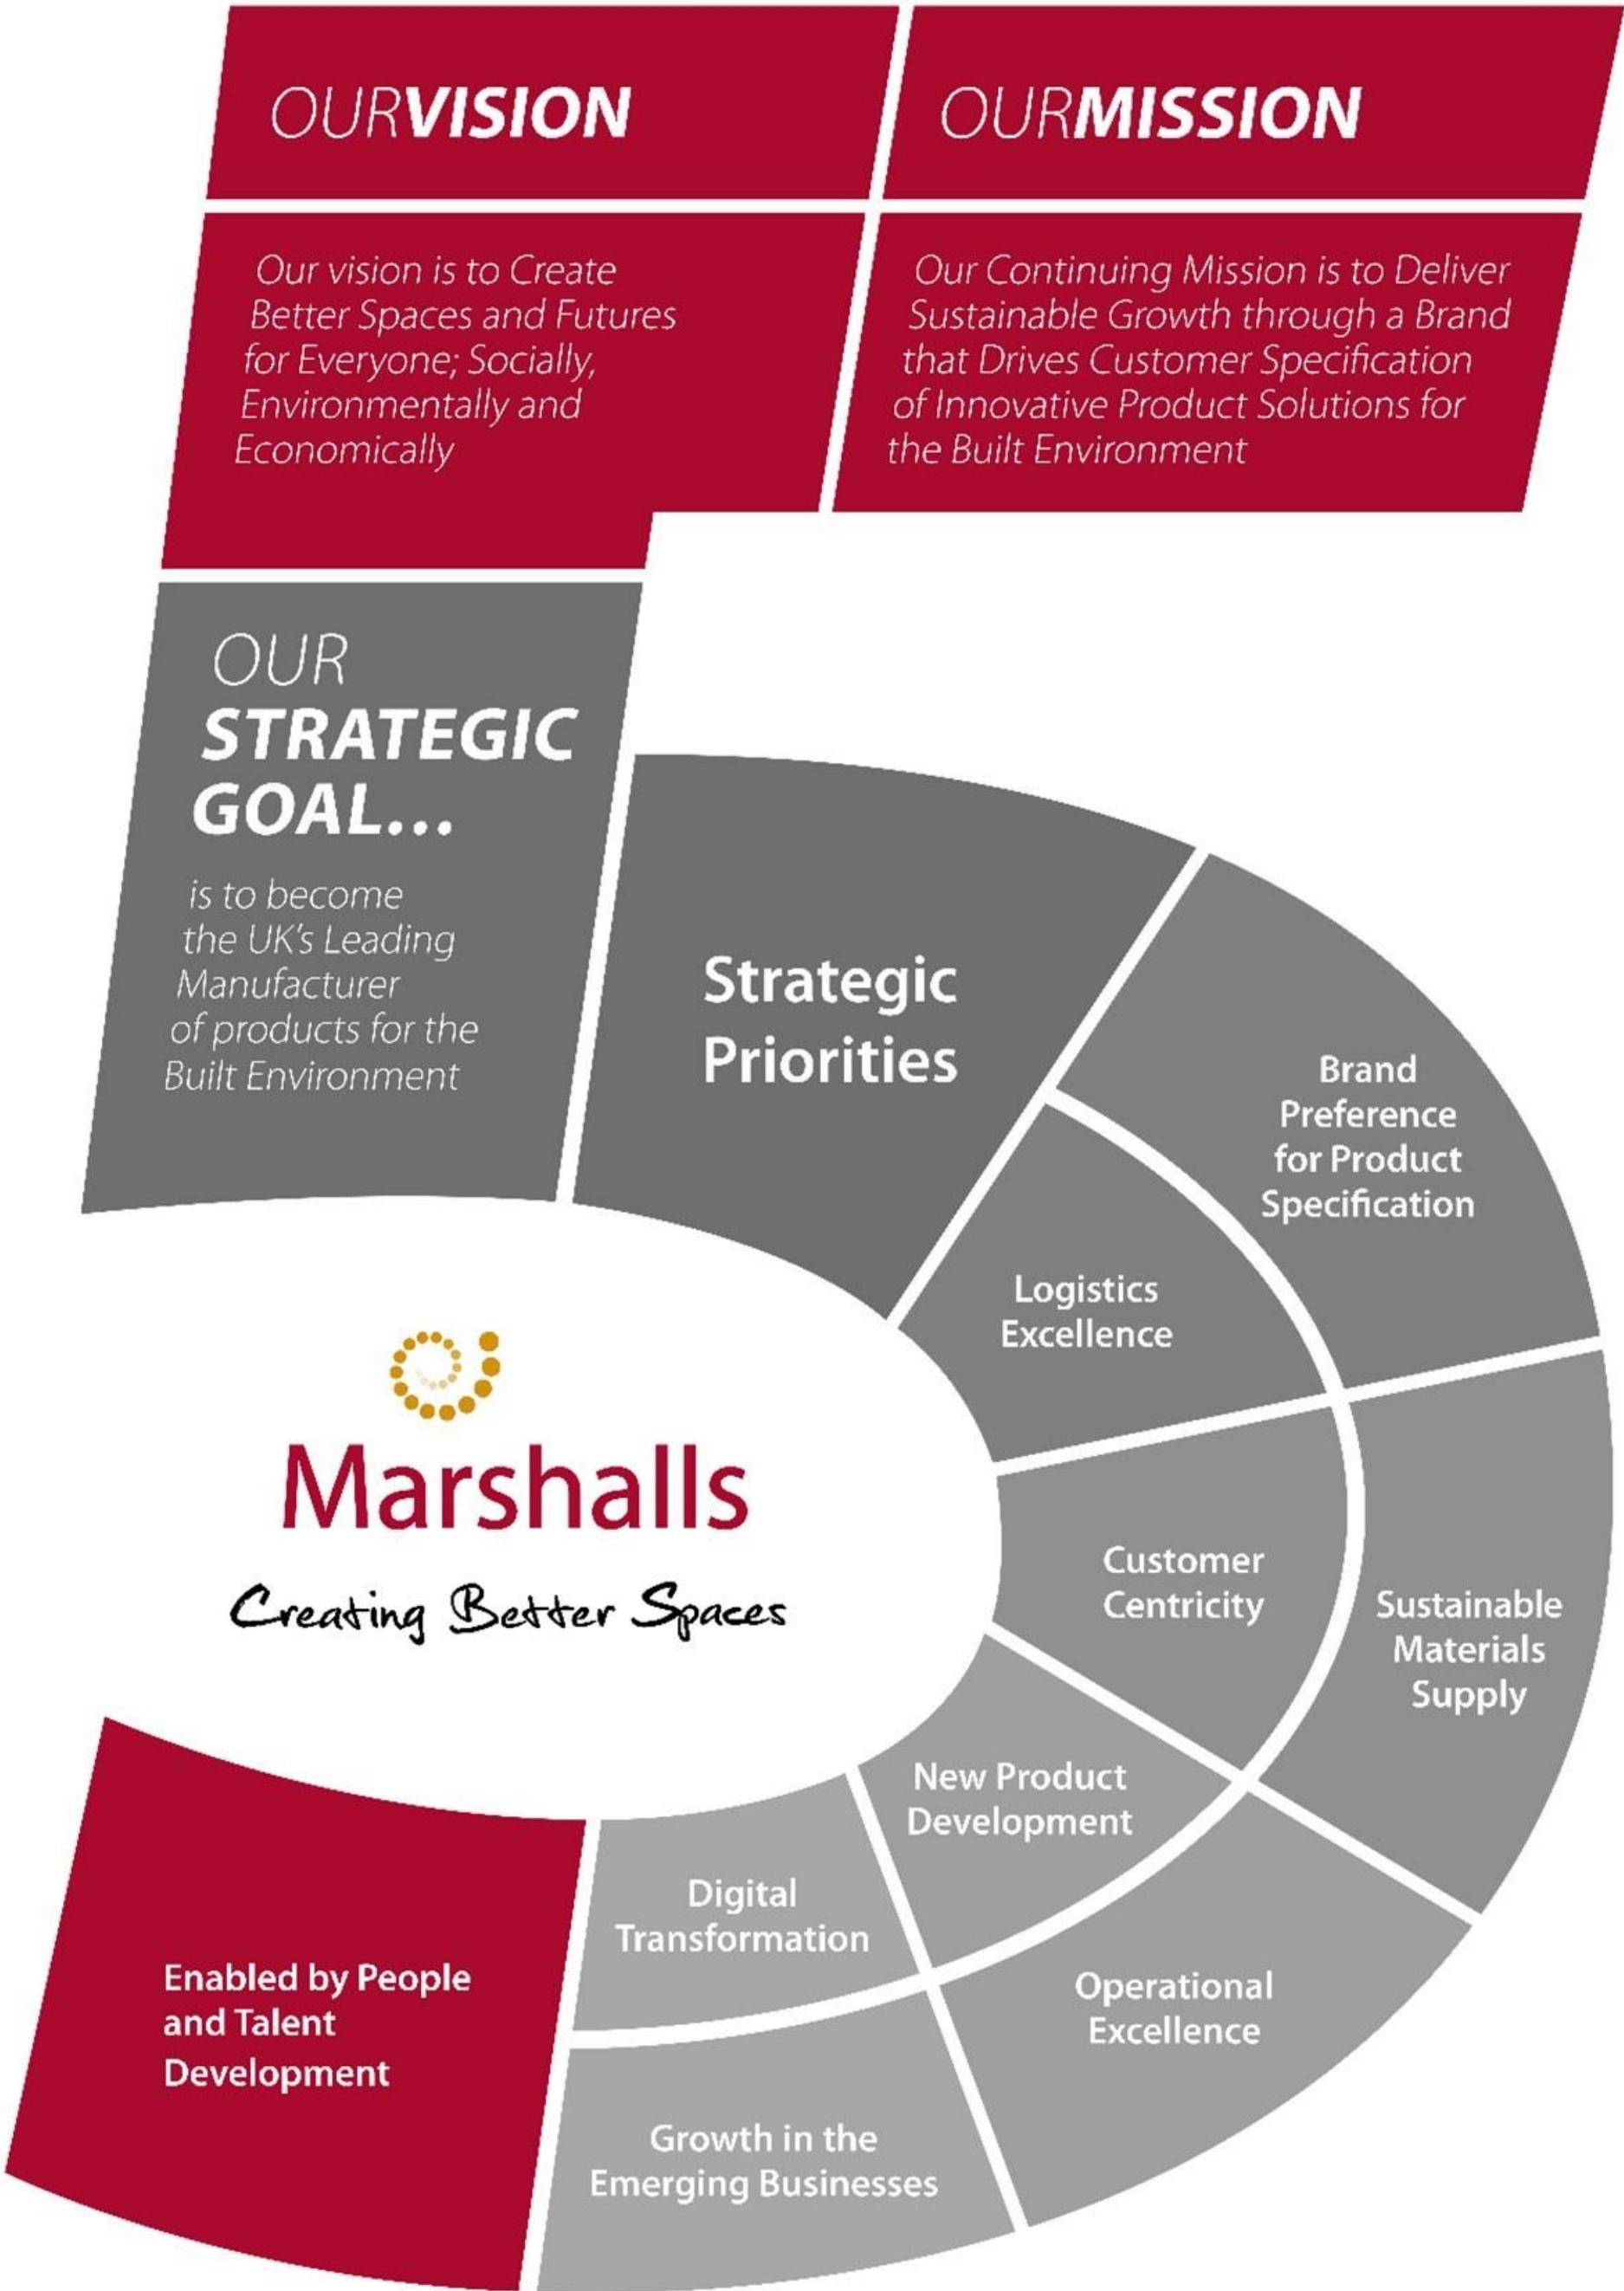 OURVISION
Our vision is to Create
Better Spaces and Futures
for Everyone; Socially,
Environmentally and
Economically
OURMISSION
Our Continuing Mission is to Deliver
Sustainable Growth through a Brand
that Drives Customer Specification
of Innovative Product Solutions for
the Built Environment
OUR
STRATEGIC
GOAL...
is to become
the UK's Leading
Manufacturer
of products for the
Built Environment
Strategic
Priorities
Brand
Preference
for Product
Specification
Logistics
Excellence
Customer
Centricity
Sustainable
Materials
Supply
New Product
Development
Operational
Excellence
Digital
Transformation
Growth in the
Emerging Businesses
Enabled by People
and Talent
Development
Marshalls
Creating Better Spaces